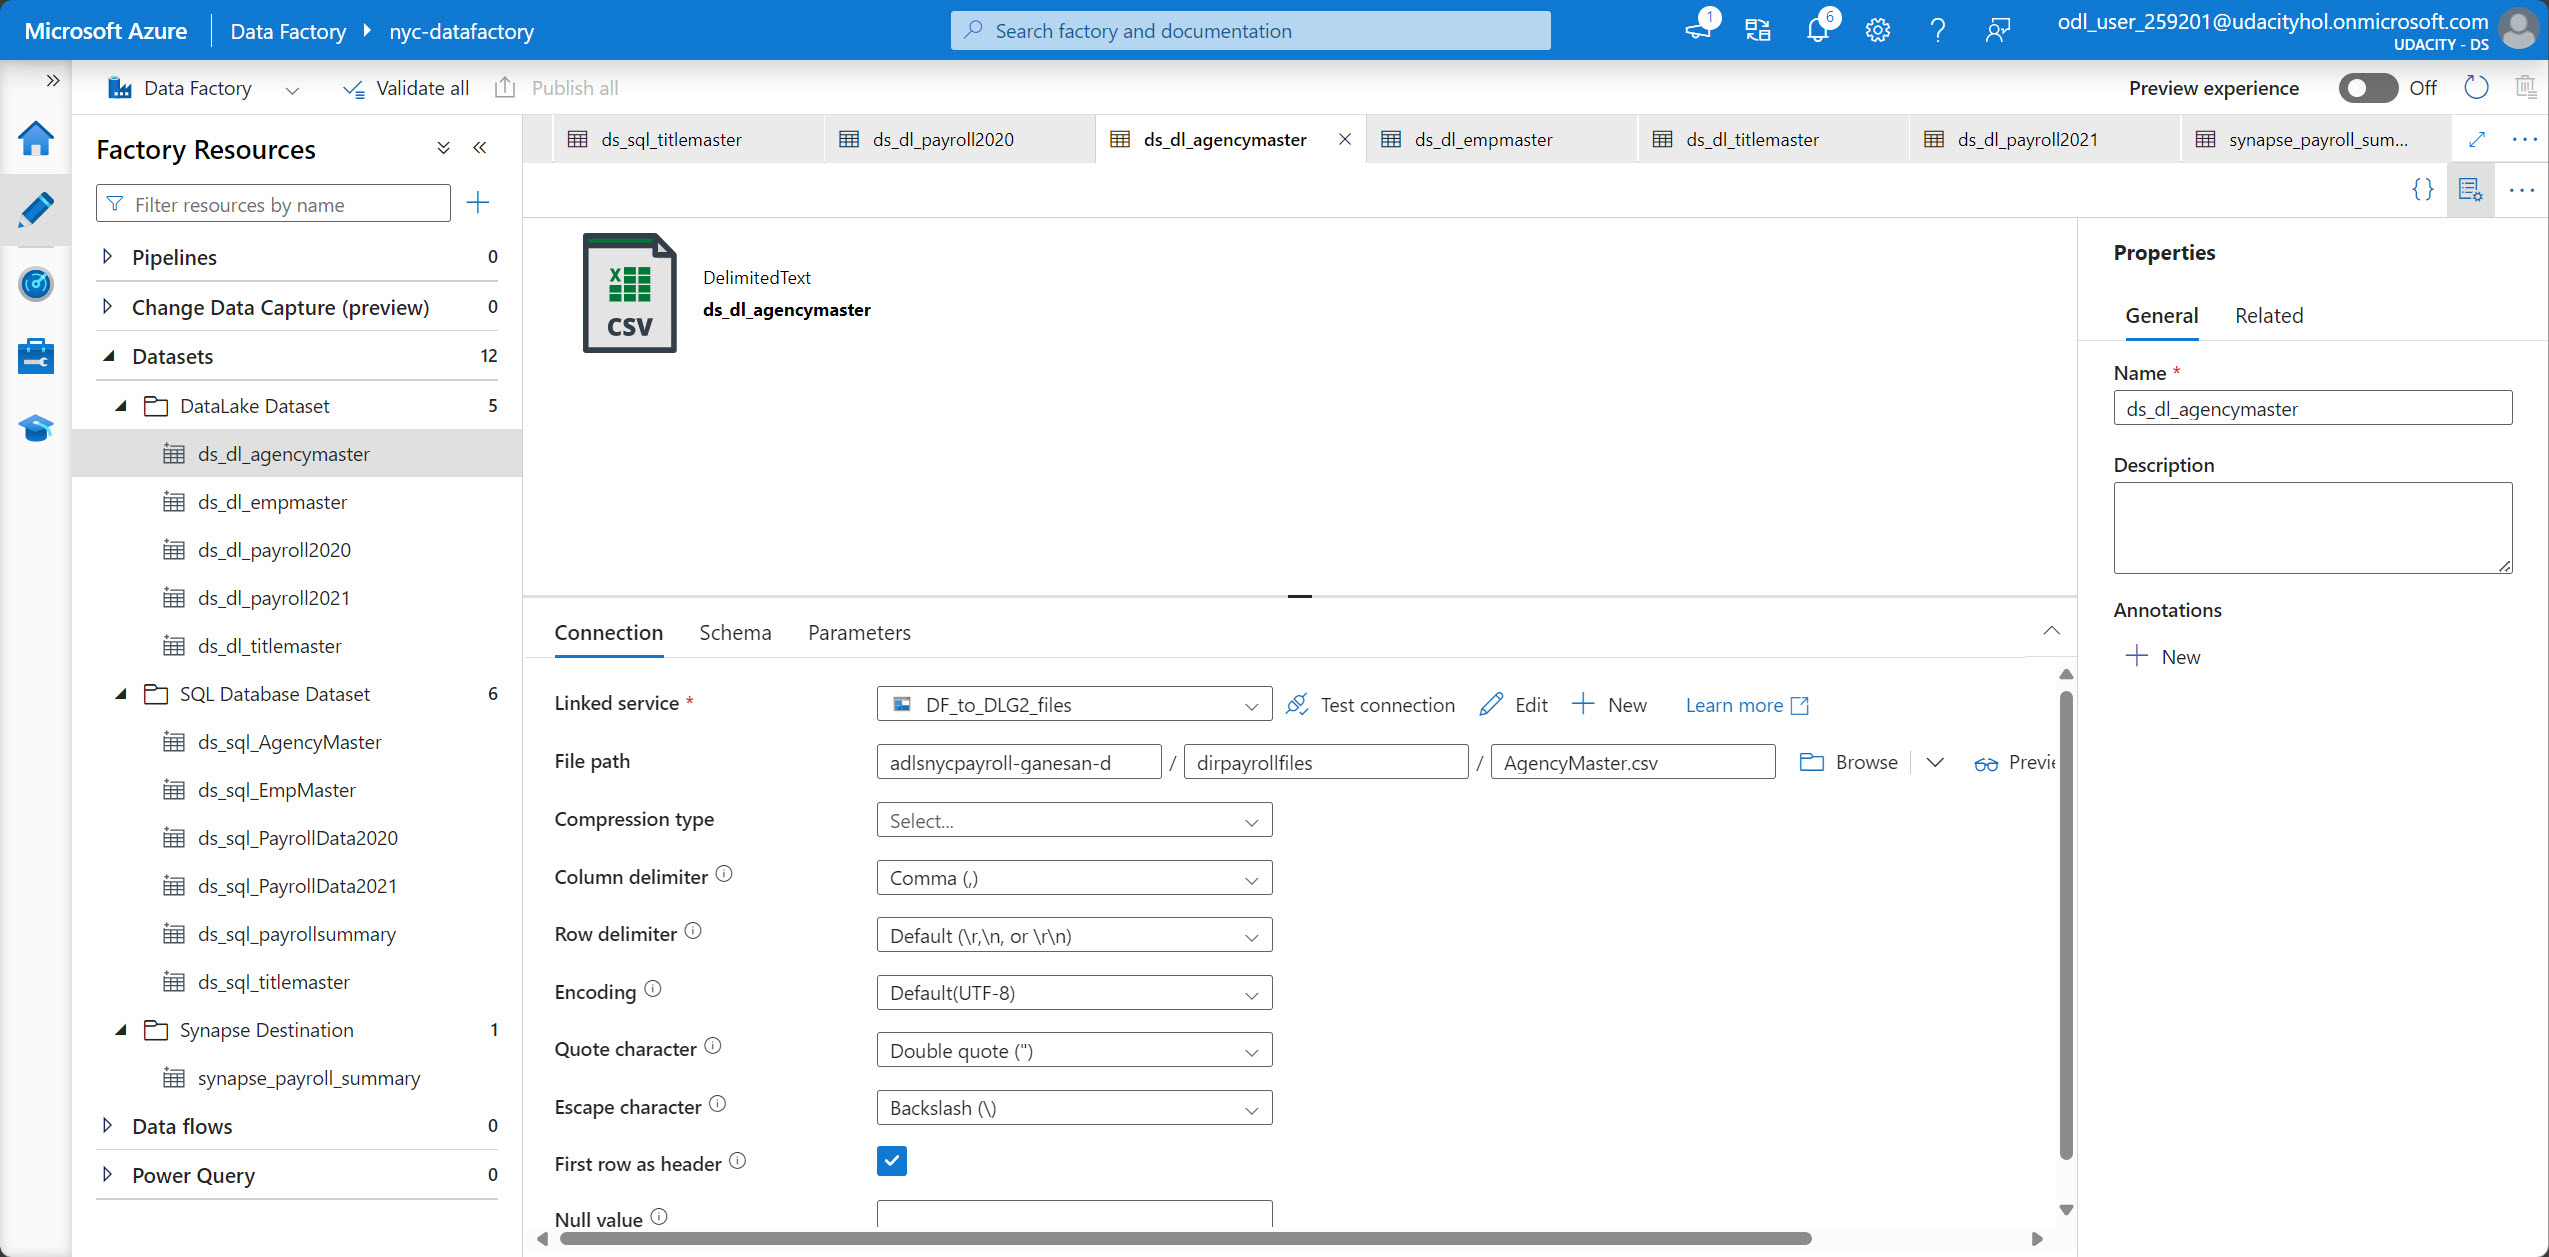 Microsoft Azure
Data Factory
nyc-datafactory
Search factory and documentation
1
6
odl_user_259201@udacityhol.onmicrosoft.com
UDACITY - DS
Data Factory
Validate all
Publish all
Preview experience
Off
Factory Resources
Filter resources by name
Pipelines 0
Change Data Capture (preview) 0
Datasets 12
DataLake Dataset 5
ds_dl_agencymaster
ds_dl_empmaster
ds_dl_payroll2020
ds_dl_payroll2021
ds_dl_titlemaster
SQL Database Dataset 6
ds_sql_AgencyMaster
ds_sql_EmpMaster
ds_sql_PayrollData2020
ds_sql_PayrollData2021
ds_sql_payrollsummary
ds_sql_titlemaster
Synapse Destination 1
synapse_payroll_summary
Data flows 0
Power Query 0
ds_sql_titlemaster
ds_dl_payroll2020
ds_dl_agencymaster
ds_dl_empmaster
ds_dl_titlemaster
ds_dl_payroll2021
synapse_payroll_sum...
CSV
DelimitedText
ds_dl_agencymaster
Connection
Schema
Parameters
Linked service *
DF_to_DLG2_files
Test connection
Edit
New
Learn more
File path
adlsnycpayroll-ganesan-d / dirpayrollfiles / AgencyMaster.csv
Browse
Previe
Compression type
Select...
Column delimiter
Comma (,)
Row delimiter
Default (\r,\n, or \r\n)
Encoding
Default(UTF-8)
Quote character
Double quote (")
Escape character
Backslash (\)
First row as header
Null value
Properties
General
Related
Name *
ds_dl_agencymaster
Description
Annotations
New